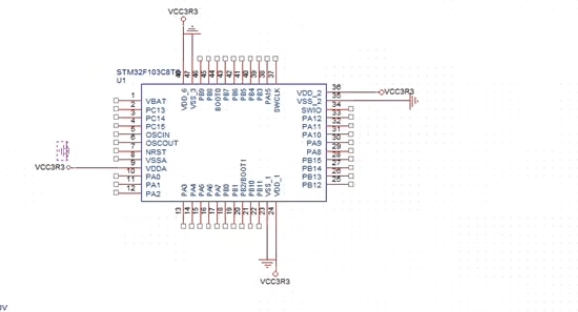 VCC3R3
STM32F103C8T6
U1
47
46
45
44
43
42
41
40
39
38
37
VSS_3
PB9
PB8
BOOT0
PB7
PB6
PB5
PB4
PB3
PA15
SWCLK
1 VBAT
2 PC13
3 PC14
4 PC15
5 OSCIN
6 OSCOUT
7 NRST
8 VSSA
9 VDDA
10 PA0
11 PA1
12 PA2
VCC3R3
VDD_2 36
VSS_2 35
SWIO 34
PA12 33
PA11 32
PA10 31
PA9 30
PA8 29
PB15 28
PB14 27
PB13 26
PB12 25
VCC3R3
PA3
PA4
PA5
PA6
PA7
PB0
PB1
PB2/BOOT1
PB10
PB11
VSS_1
VDD_1
13
14
15
16
17
18
19
20
21
22
23
24
VCC3R3